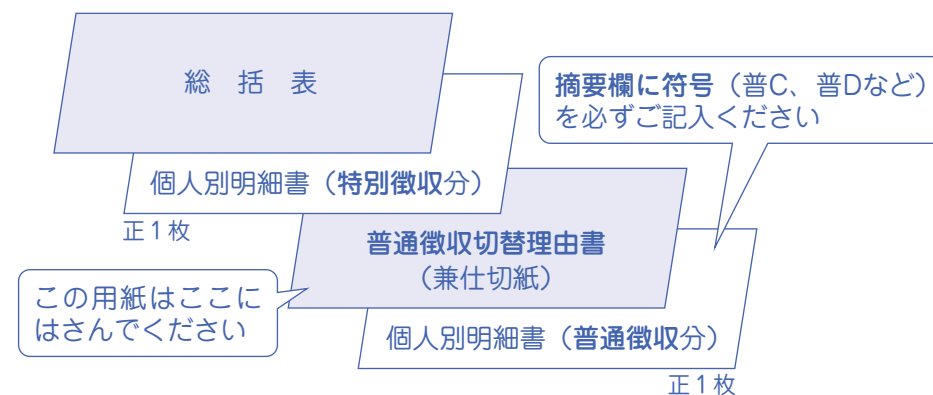 総 括 表
摘要欄に符号（普C、普Dなど）
を必ずご記入ください
個人別明細書（特別徴収分）
正１枚
普通徴収切替理由書
（兼仕切紙）
この用紙はここに
はさんでください
個人別明細書（普通徴収分）
正１枚